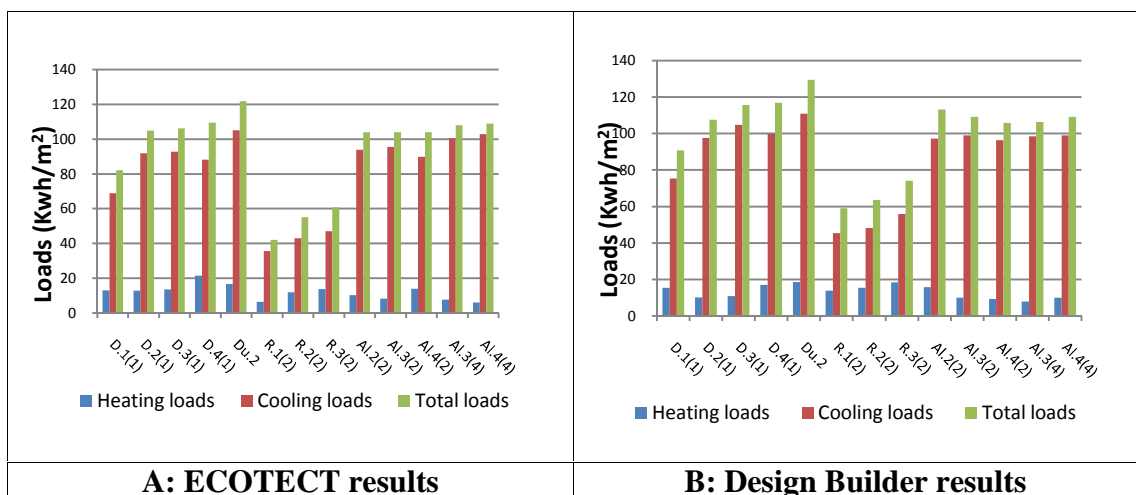 Loads (Kwh/m2)
140
120
100
80
60
40
20
0
D.1(1) D.2(1) D.3(1) D.4(1) Du.2 R.1(2) R.2(2) R.3(2) Al.2(2) Al.3(2) Al.4(2) Al.3(4) Al.4(4)
Heating loads Cooling loads Total loads
A: ECOTECT results
Loads (Kwh/m2)
140
120
100
80
60
40
20
0
D.1(1) D.2(1) D.3(1) D.4(1) Du.2 R.1(2) R.2(2) R.3(2) Al.2(2) Al.3(2) Al.4(2) Al.3(4) Al.4(4)
Heating loads Cooling loads Total loads
B: Design Builder results